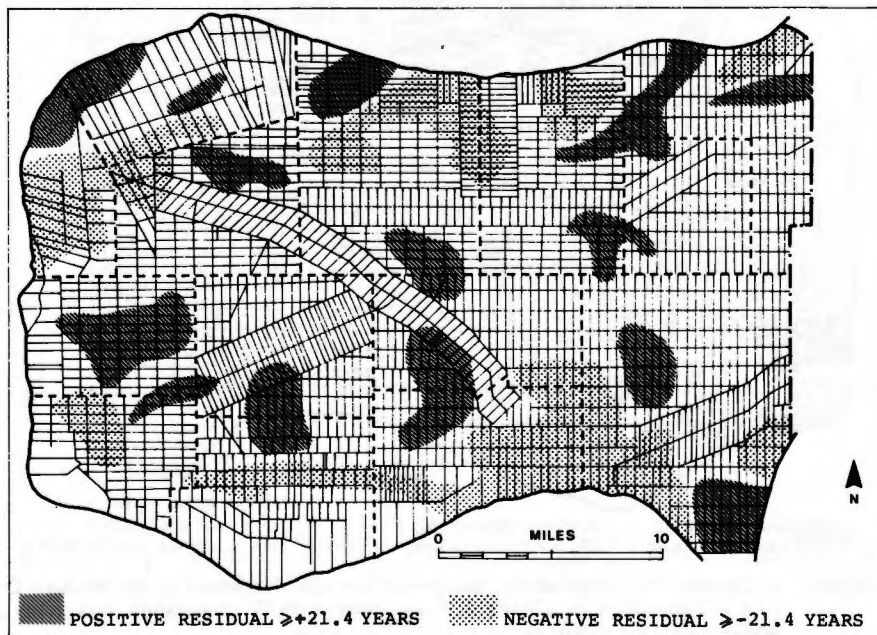 N
MILES
0 10
POSITIVE RESIDUAL ⩾+21.4 YEARS
NEGATIVE RESIDUAL ⩾-21.4 YEARS